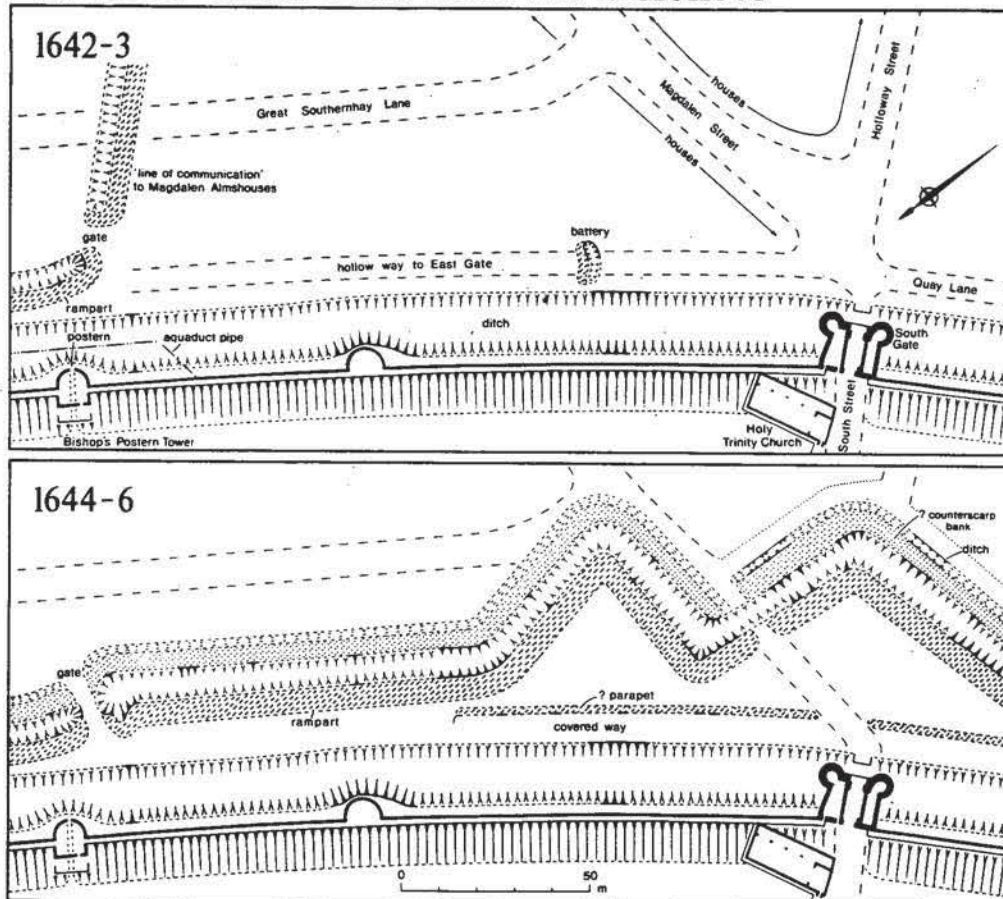 1642-3
Great Southernhay Lane
houses
Magdalen Street
houses
Holloway Street
'line of communication'
to Magdalen Almshouses
gate
battery
hollow way to East Gate
Quay Lane
rampart
postern
aquaduct pipe
ditch
South
Gate
Bishop's Postern Tower
Holy
Trinity Church
South Street
1644-6
? counterscarp
bank
ditch
gate
rampart
? parapet
covered way
0
50
m